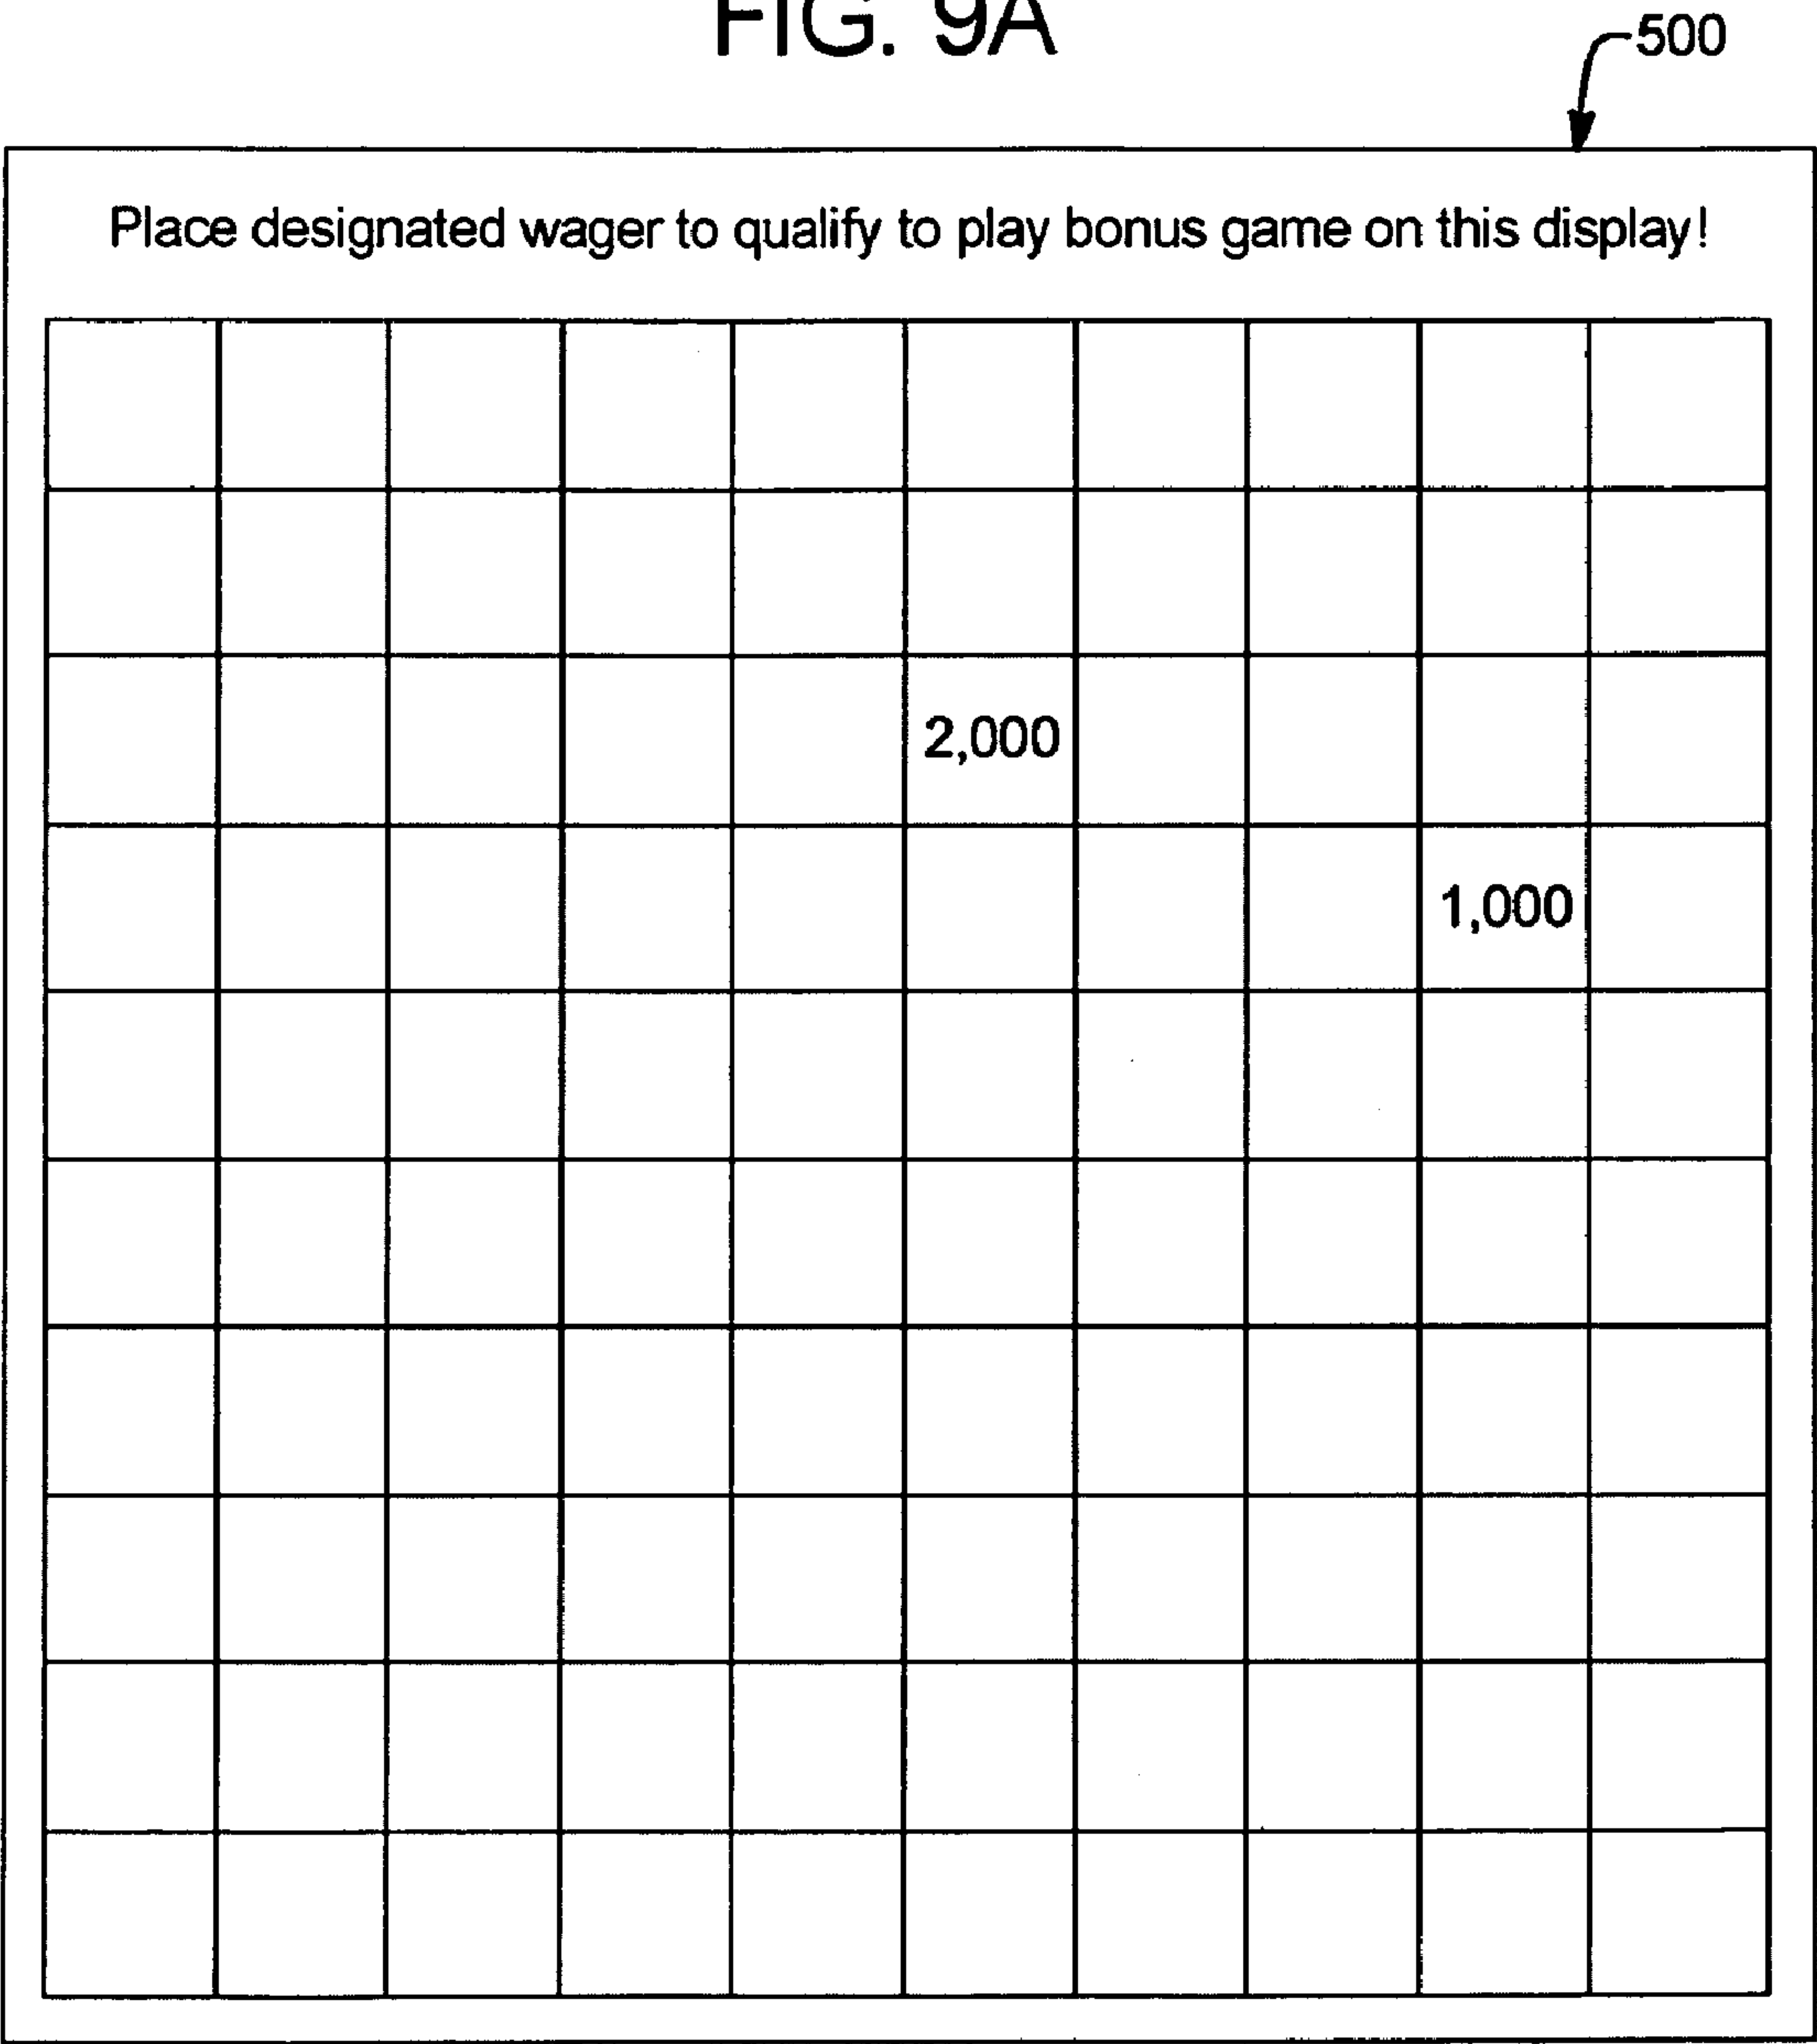 FIG. 9A
500
Place designated wager to qualify to play bonus game on this display!
2,000
1,000